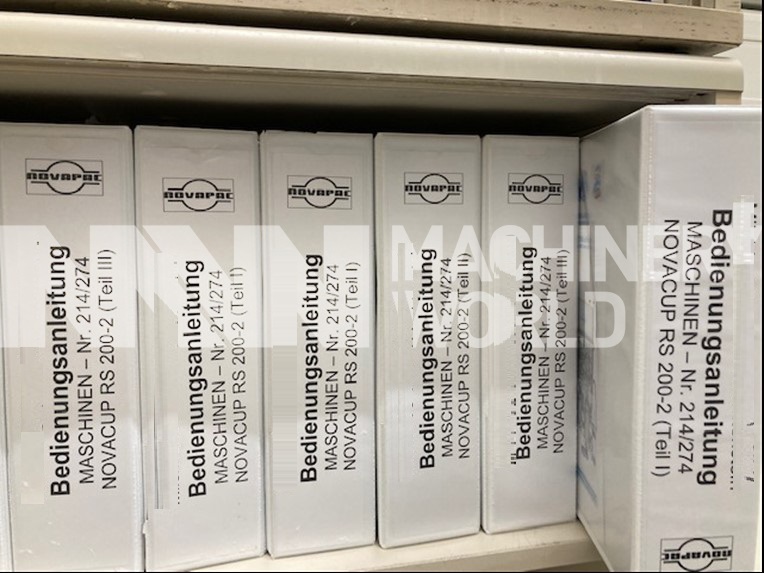 NOVAPAC
Bedienungsanleitung
MASCHINEN – Nr. 214/274
NOVACUP RS 200-2 (Teil III)
NOVAPAC
Bedienungsanleitung
MASCHINEN – Nr. 214/274
NOVACUP RS 200-2 (Teil I)
NOVAPAC
Bedienungsanleitung
MASCHINEN – Nr. 214/274
NOVACUP RS 200-2 (Teil I)
NOVAPAC
Bedienungsanleitung
MASCHINEN – Nr. 214/274
NOVACUP RS 200-2 (Teil II)
NOVAPAC
Bedienungsanleitung
MASCHINEN – Nr. 214/274
NOVACUP RS 200-2 (Teil III)
Bedienungsanleitung
MASCHINEN – Nr. 214/274
NOVACUP RS 200-2 (Teil I)
NOVAPAC
MACHINERY
WORLD